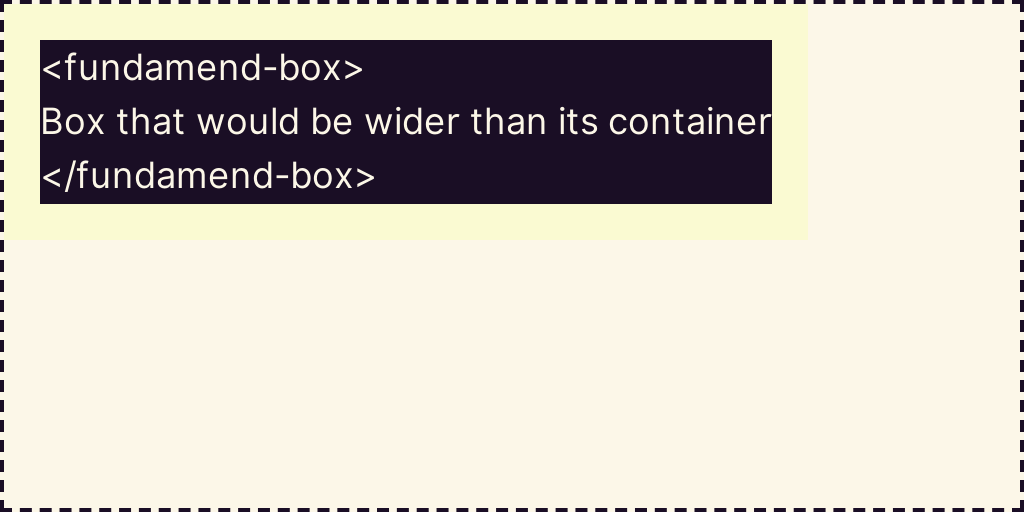 <fundamend-box>
Box that would be wider than its container
</fundamend-box>